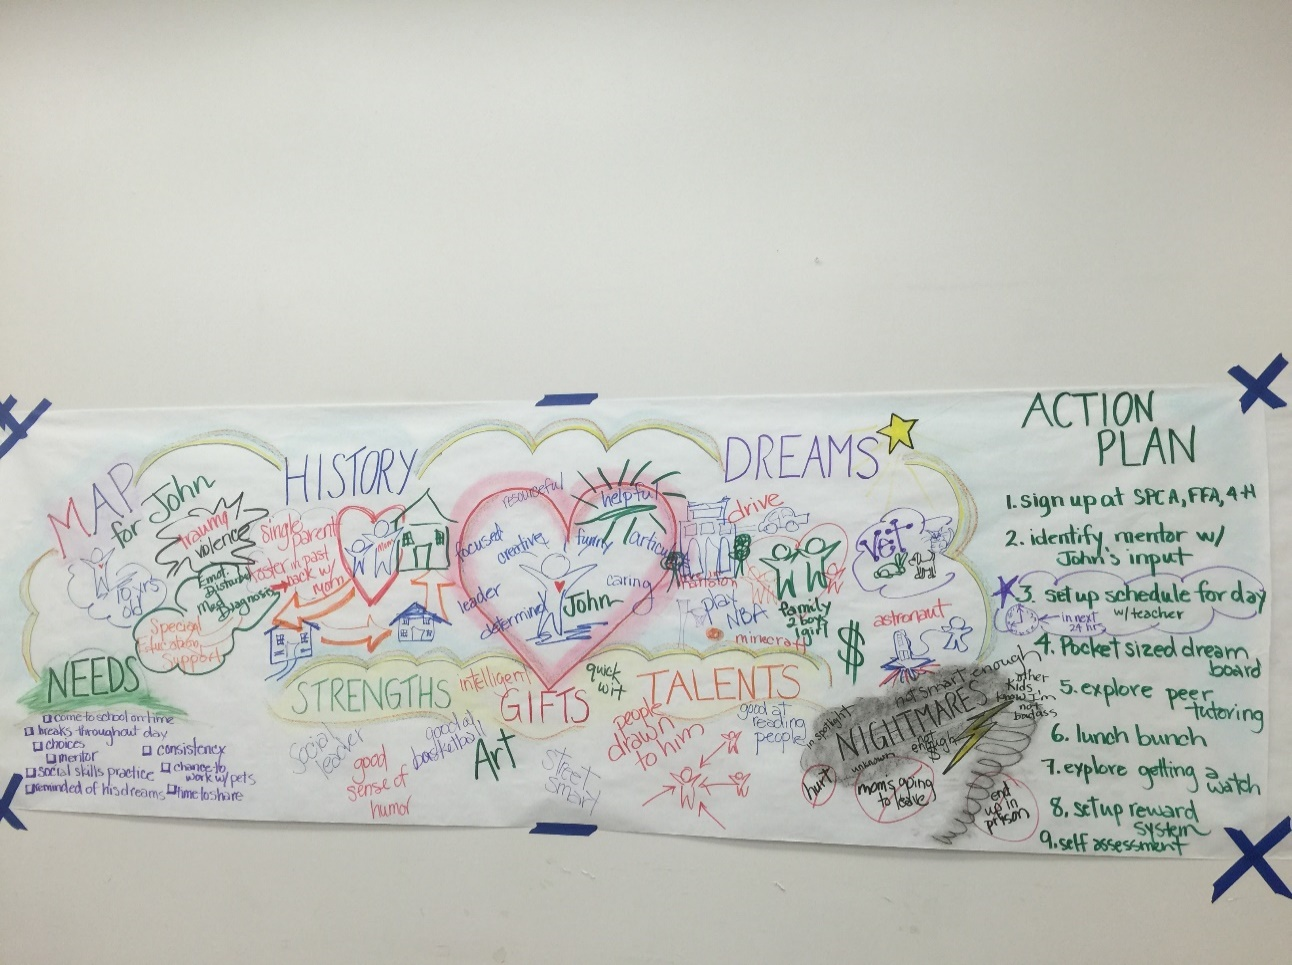 MAP
for John
10 yrs
old
trauma
violence
Emot.
Disturbed
Med
Diagnosis
Special
Education
Support
HISTORY
Single
parent
foster in past
back w/
mom
mom
resourceful
helpful
focused
creative
funny
caring
leader
determined
John
DREAMS
drive
mansion
play
NBA
minecraft
family
2 boys
1 girl
$
VET
astronaut
NEEDS
come to school on time
breaks throughout day
choices
mentor
social skills practice
reminded of his dreams
consistency
chance to
work w/ pets
time to share
STRENGTHS
GIFTS
TALENTS
intelligent
quick
wit
social
leader
good
sense of
humor
good at
basketball
Art
street
smart
people
drawn
to him
good at
reading
people
NIGHTMARES
not smart enough
in spotlight
unknown
other
kids
know I'm
not
badass
hurt
moms going
to leave
end
up in
prison
ACTION
PLAN
1. sign up at SPCA, FFA, 4-H
2. identify mentor w/
John's input
3. set up schedule for day
w/ teacher
in next
24 hrs
4. Pocket sized dream
board
5. explore peer
tutoring
6. lunch bunch
7. explore getting a
watch
8. setup reward
system
9. self assessment